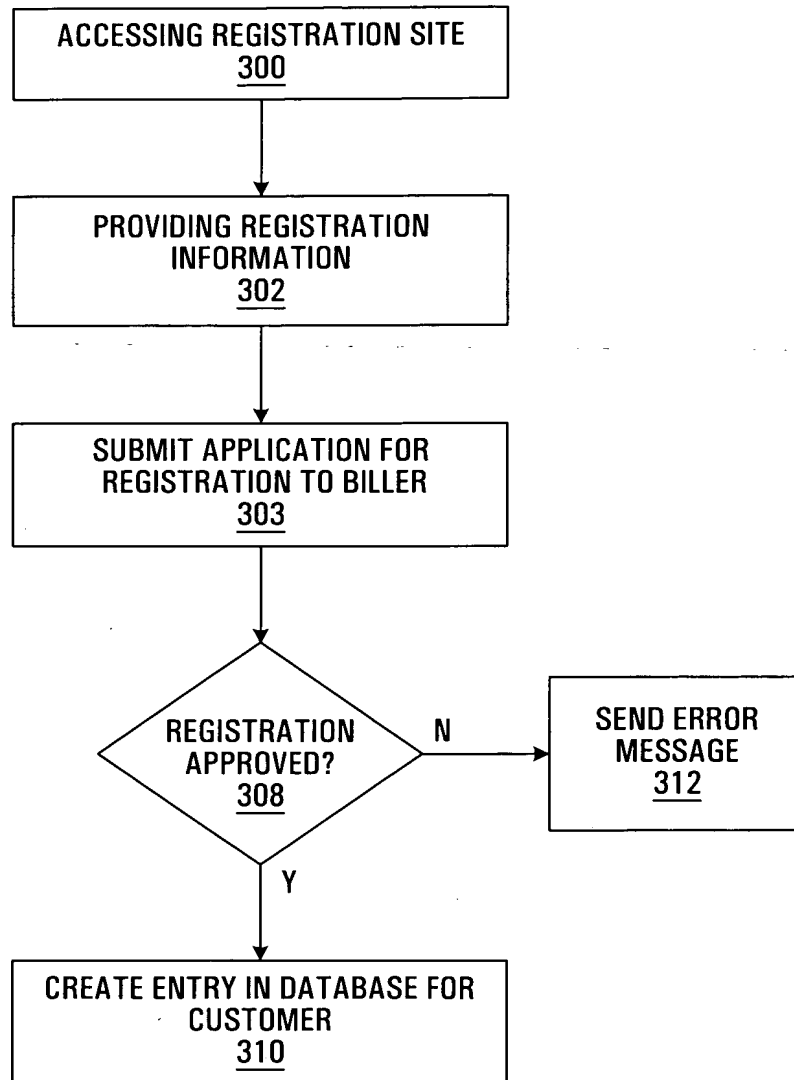 ACCESSING REGISTRATION SITE
300
PROVIDING REGISTRATION
INFORMATION
302
SUBMIT APPLICATION FOR
REGISTRATION TO BILLER
303
REGISTRATION
APPROVED?
308
N
SEND ERROR
MESSAGE
312
Y
CREATE ENTRY IN DATABASE FOR
CUSTOMER
310